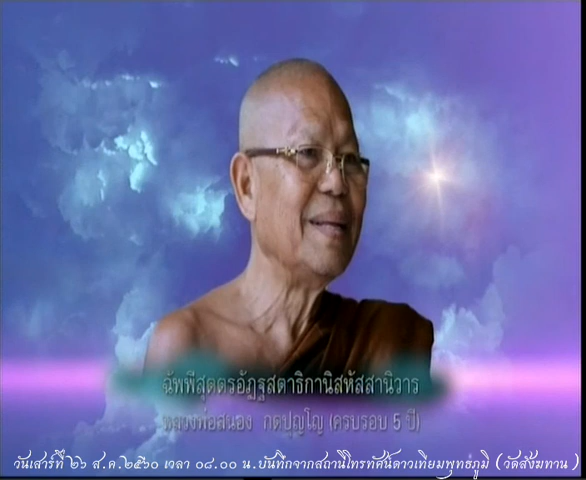 ฉัพพีสุตตรอัฏฐสตาธิกานิสหัสสานิวาร
หลวงพ่อสนอง กตปุญโญ (ครบรอบ 5 ปี)
วันเสาร์ที่ ๒๖ ส.ค.๒๕๖๐ เวลา ๐๘.๐๐ น.บันทึกจากสถานีโทรทัศน์ดาวเทียมพุทธภูมิ (วัดสังฆทาน)